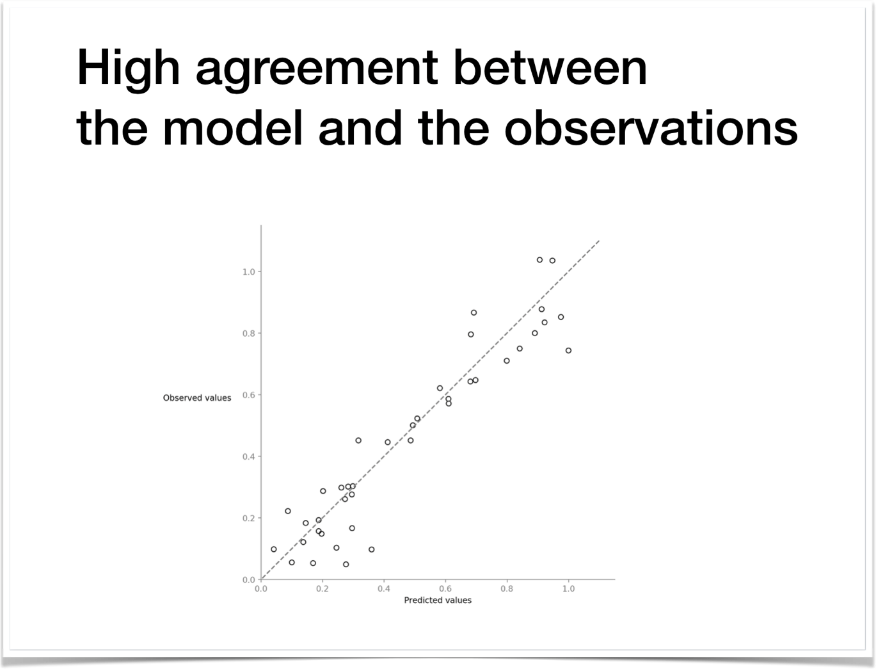 High agreement between
the model and the observations
1.0
0.8
Observed values
0.6
0.4
0.2
0.0
0.0 0.2 0.4 0.6 0.8 1.0
Predicted values